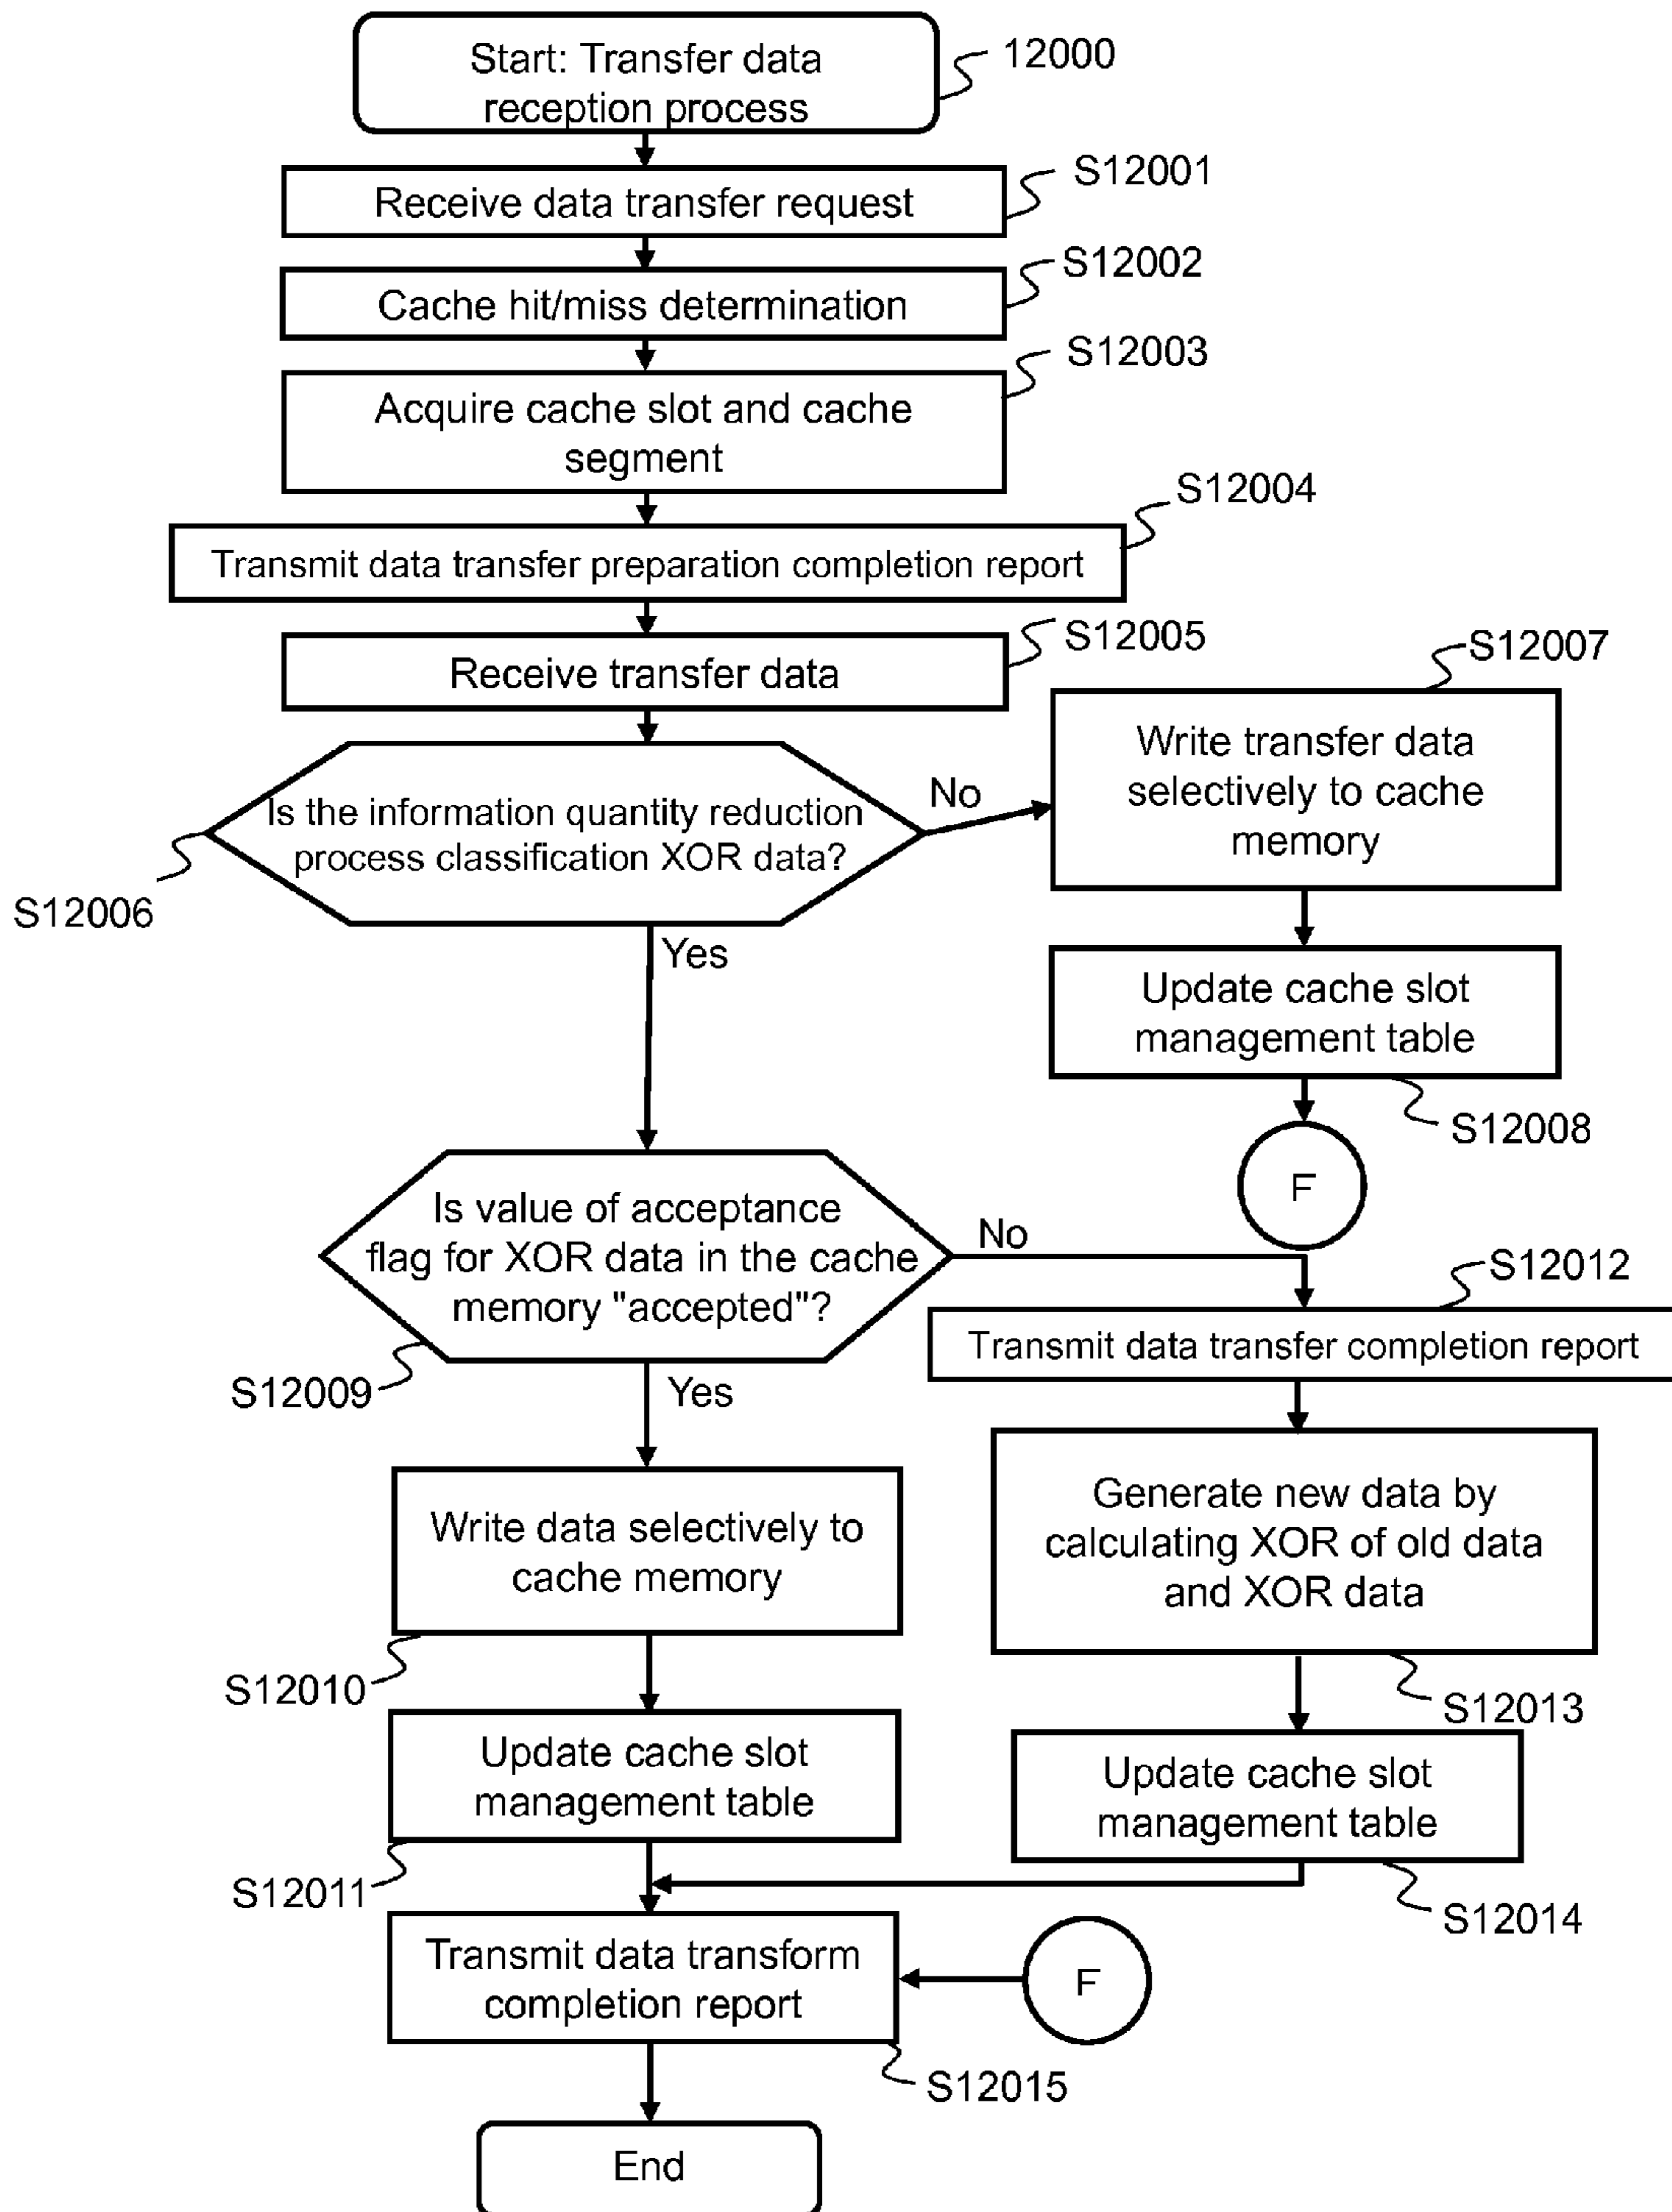 Start: Transfer data
reception process
12000
S12001
Receive data transfer request
S12002
Cache hit/miss determination
S12003
Acquire cache slot and cache
segment
S12004
Transmit data transfer preparation completion report
S12005
Receive transfer data
S12007
Write transfer data
selectively to cache
memory
No
Is the information quantity reduction
process classification XOR data?
S12006
Yes
Update cache slot
management table
S12008
F
Is value of acceptance
flag for XOR data in the cache
memory "accepted"?
No
S12012
Transmit data transfer completion report
S12009
Yes
Write data selectively to
cache memory
Generate new data by
calculating XOR of old data
and XOR data
S12010
S12013
Update cache slot
management table
Update cache slot
management table
S12011
S12014
Transmit data transform
completion report
F
S12015
End